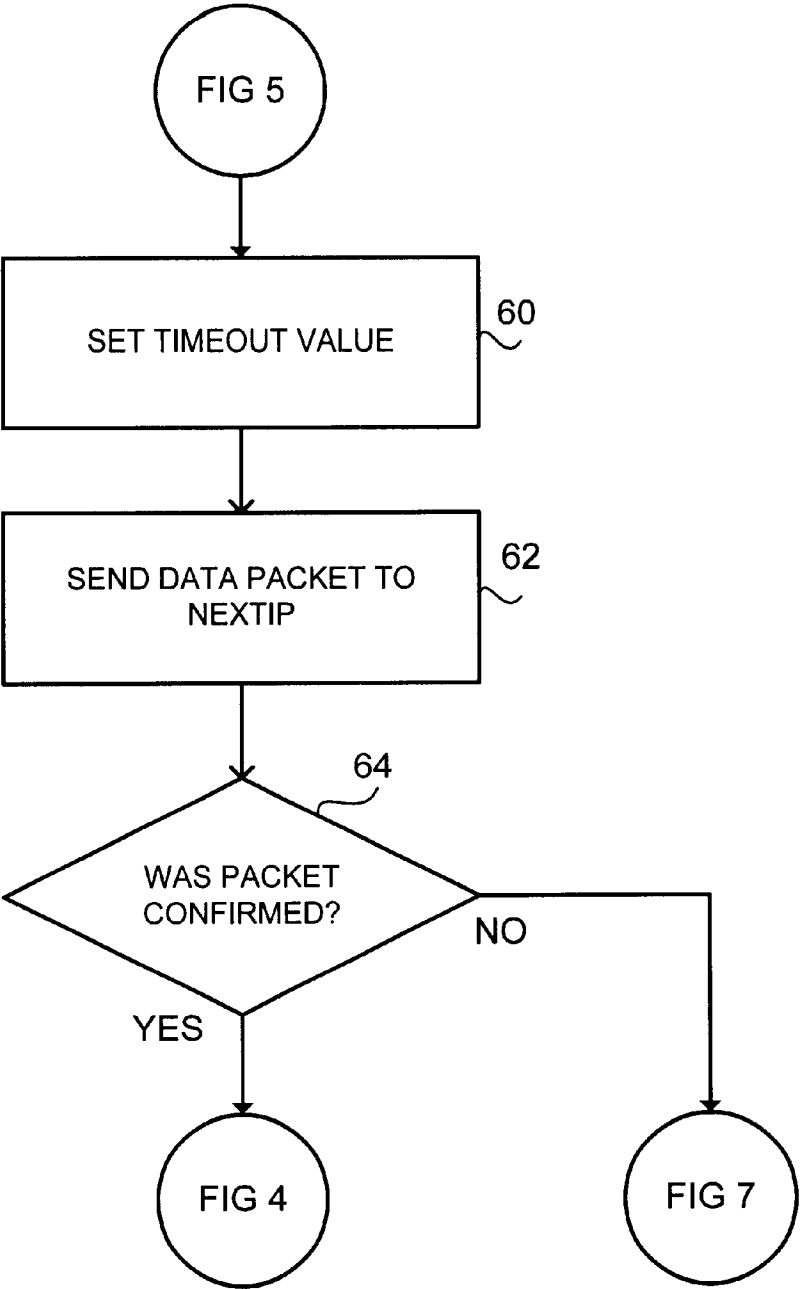 FIG 5
SET TIMEOUT VALUE
60
SEND DATA PACKET TO
NEXTIP
62
64
WAS PACKET
CONFIRMED?
NO
YES
FIG 4
FIG 7